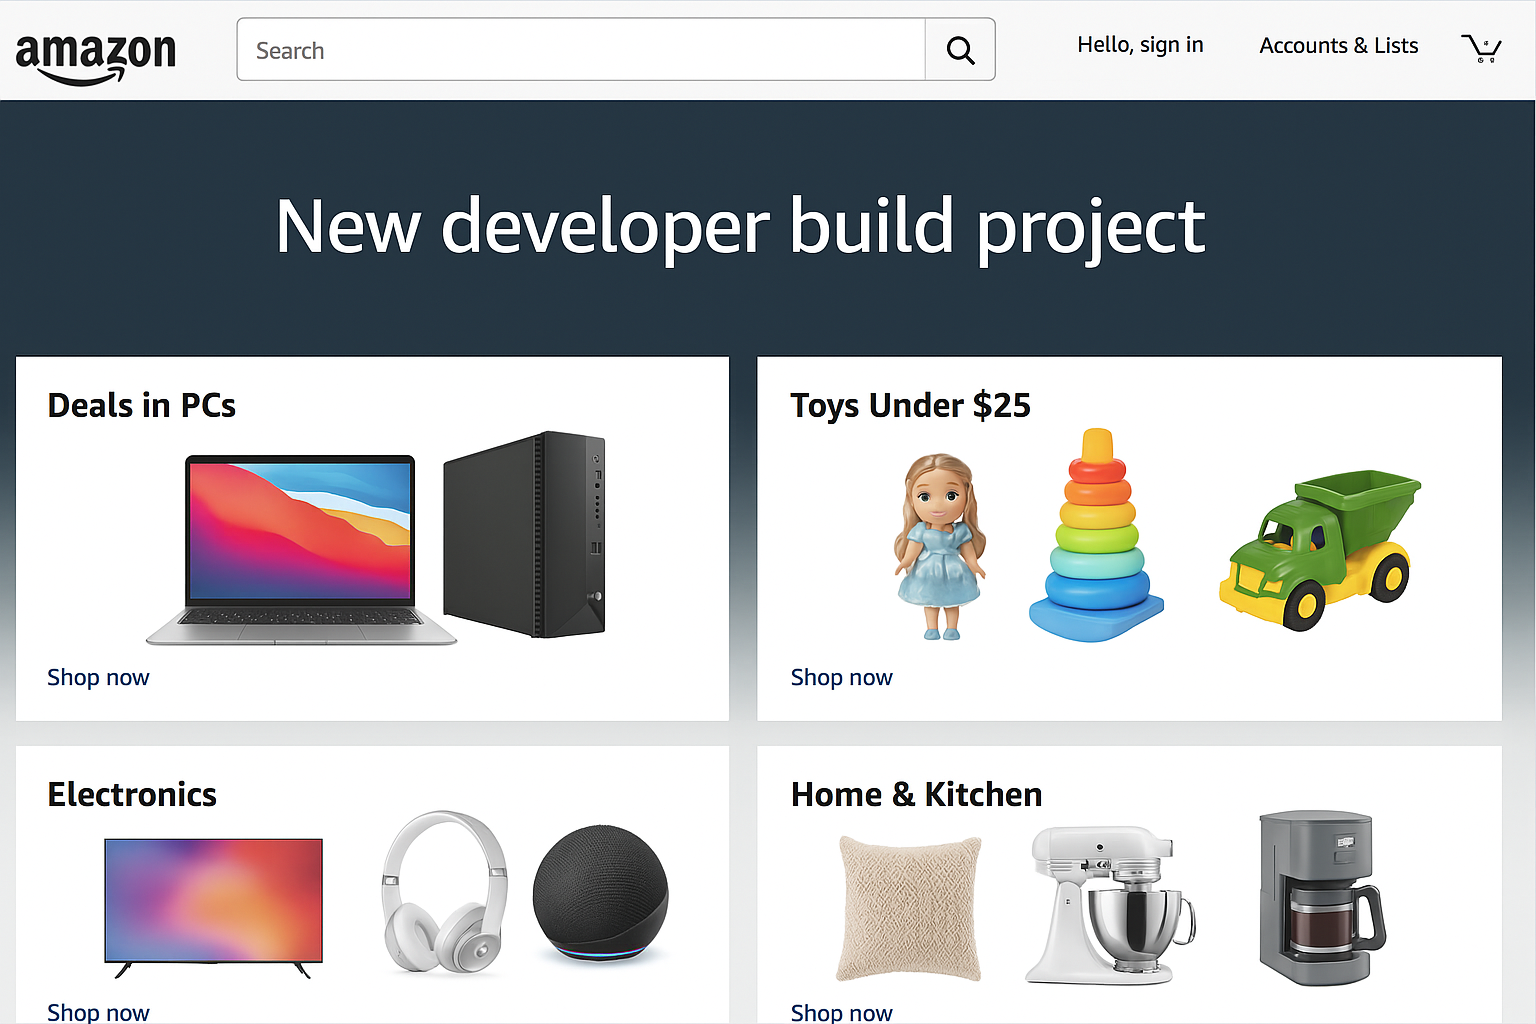 amazon
Search
Hello, sign in
Accounts & Lists
New developer build project
Deals in PCs
Toys Under $25
Shop now
Shop now
Electronics
Home & Kitchen
Shop now
Shop now